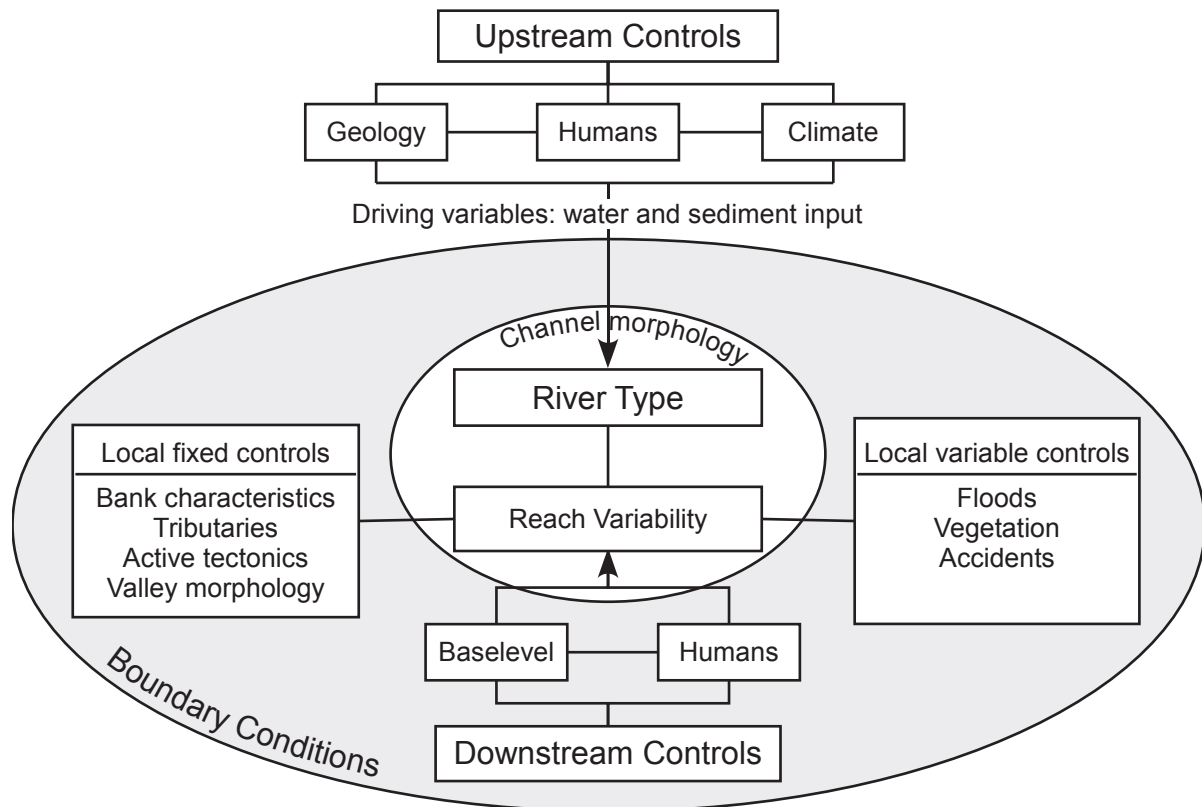 Upstream Controls
Geology
Humans
Climate
Driving variables: water and sediment input
Channel morphology
River Type
Local fixed controls
Bank characteristics
Tributaries
Active tectonics
Valley morphology
Reach Variability
Local variable controls
Floods
Vegetation
Accidents
Baselevel
Humans
Downstream Controls
Boundary Conditions